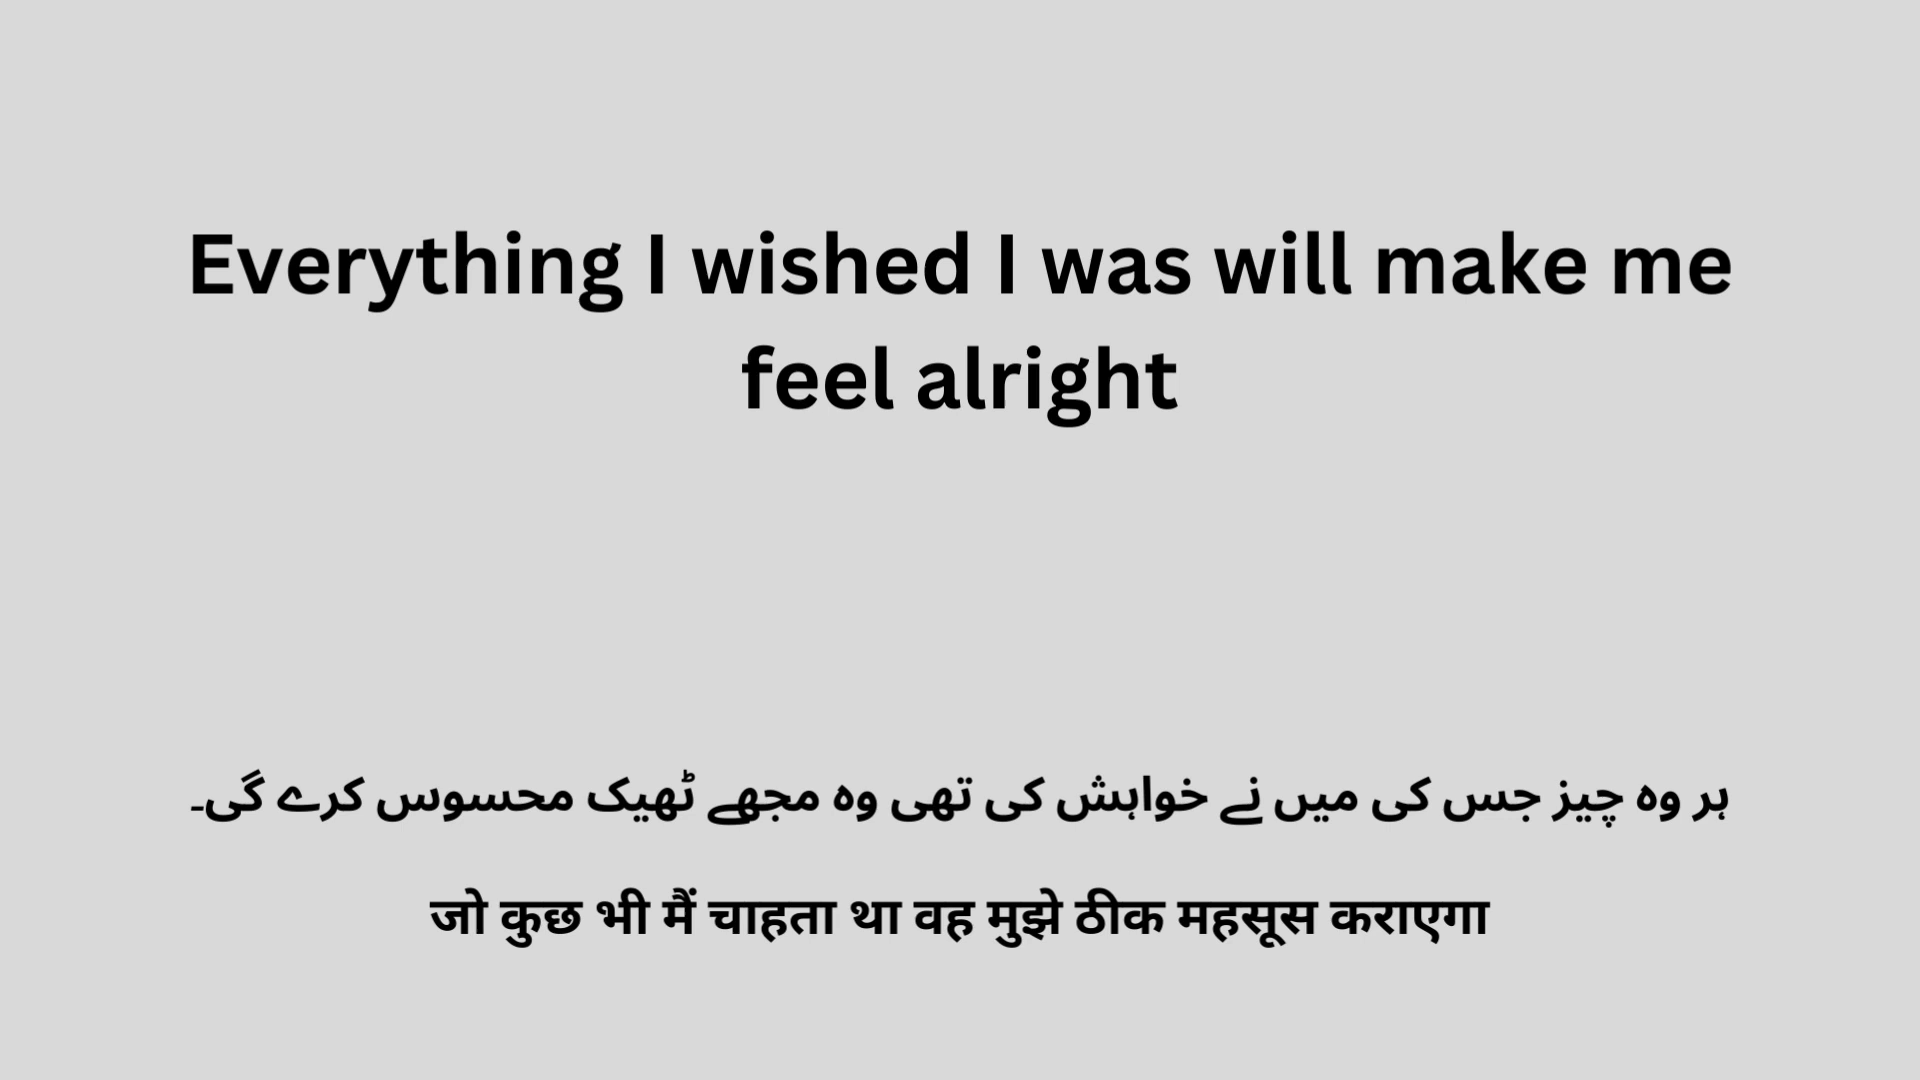 Everything I wished I was will make me
feel alright
ہر وہ چیز جس کی میں نے خواہش کی تھی وہ مجھے ٹھیک محسوس کرے گی۔
जो कुछ भी मैं चाहता था वह मुझे ठीक महसूस कराएगा